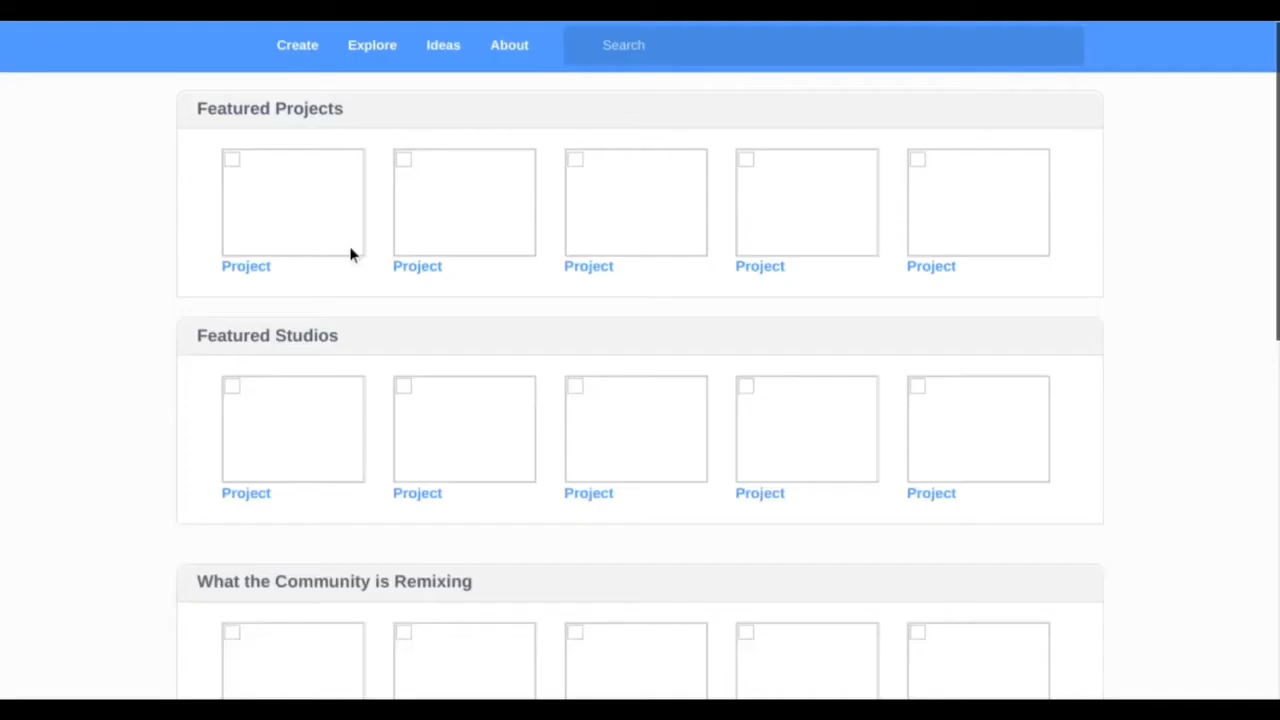 Create Explore Ideas About Search
Featured Projects
Project Project Project Project Project
Featured Studios
Project Project Project Project Project
What the Community is Remixing